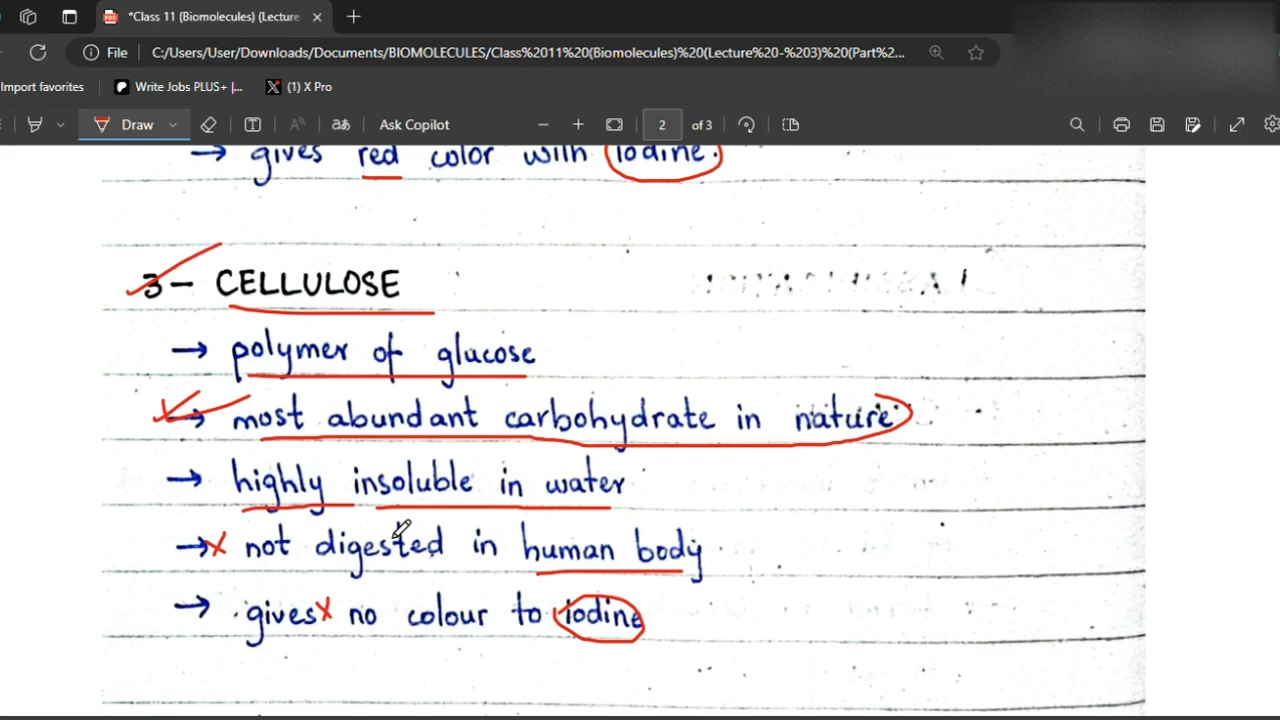 *Class 11 (Biomolecules) (Lecture
File C:/Users/User/Downloads/Documents/BIOMOLECULES/Class%2011%20(Biomolecules)%20(Lecture%20-%203)%20(Part%2...
Import favorites Write Jobs PLUS+ |... (1) X Pro
Draw Ask Copilot 2 of 3
→ gives red color with iodine.
3- CELLULOSE
→ polymer of glucose
→ most abundant carbohydrate in nature
→ highly insoluble in water
→ not digested in human body
→ gives no colour to iodine